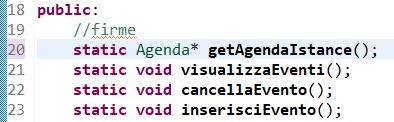 18 public:
19 //firme
20 static Agenda* getAgendaIstance();
21 static void visualizzaEventi();
22 static void cancellaEvento();
23 static void inserisciEvento();